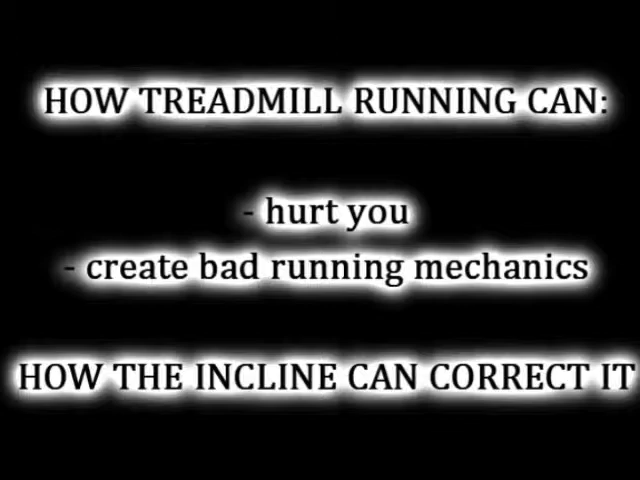 HOW TREADMILL RUNNING CAN:
- hurt you
- create bad running mechanics
HOW THE INCLINE CAN CORRECT IT